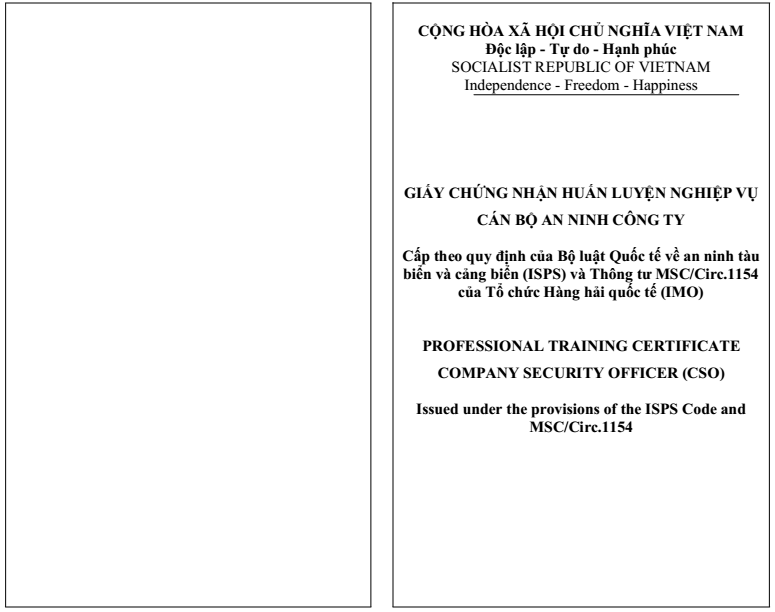 CỘNG HÒA XÃ HỘI CHỦ NGHĨA VIỆT NAM
Độc lập - Tự do - Hạnh phúc
SOCIALIST REPUBLIC OF VIETNAM
Independence - Freedom - Happiness
GIẤY CHỨNG NHẬN HUẤN LUYỆN NGHIỆP VỤ
CÁN BỘ AN NINH CÔNG TY
Cấp theo quy định của Bộ luật Quốc tế về an ninh tàu
biển và cảng biển (ISPS) và Thông tư MSC/Circ.1154
của Tổ chức Hàng hải quốc tế (IMO)
PROFESSIONAL TRAINING CERTIFICATE
COMPANY SECURITY OFFICER (CSO)
Issued under the provisions of the ISPS Code and
MSC/Circ.1154